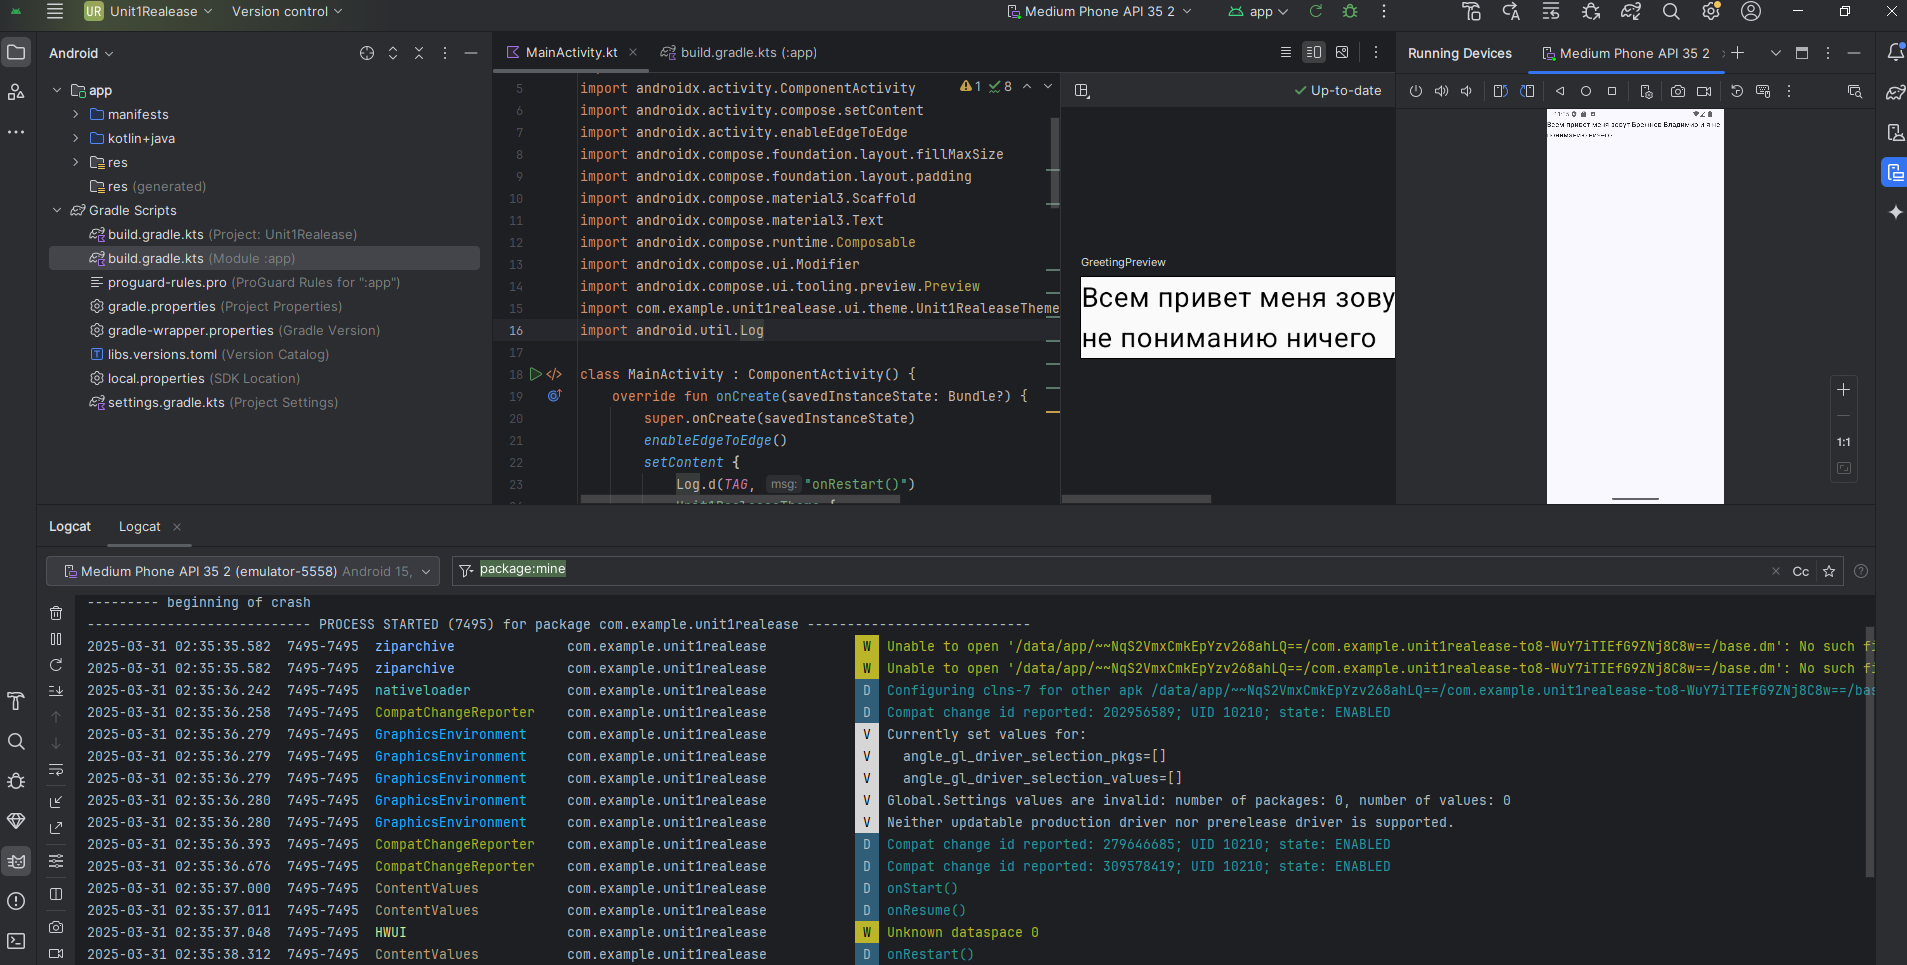 UR Unit1Realease Version control Medium Phone API 35 2 app
Android
MainActivity.kt build.gradle.kts (:app)
Running Devices Medium Phone API 35 2
app
manifests
kotlin+java
res
res (generated)
Gradle Scripts
build.gradle.kts (Project: Unit1Realease)
build.gradle.kts (Module :app)
proguard-rules.pro (ProGuard Rules for ":app")
gradle.properties (Project Properties)
gradle-wrapper.properties (Gradle Version)
libs.versions.toml (Version Catalog)
local.properties (SDK Location)
settings.gradle.kts (Project Settings)
1 8
5 import androidx.activity.ComponentActivity
6 import androidx.activity.compose.setContent
7 import androidx.activity.enableEdgeToEdge
8 import androidx.compose.foundation.layout.fillMaxSize
9 import androidx.compose.foundation.layout.padding
10 import androidx.compose.material3.Scaffold
11 import androidx.compose.material3.Text
12 import androidx.compose.runtime.Composable
13 import androidx.compose.ui.Modifier
14 import androidx.compose.ui.tooling.preview.Preview
15 import com.example.unit1realease.ui.theme.Unit1RealeaseTheme
16 import android.util.Log
17
18 class MainActivity : ComponentActivity() {
19 override fun onCreate(savedInstanceState: Bundle?) {
20 super.onCreate(savedInstanceState)
21 enableEdgeToEdge()
22 setContent {
23 Log.d(TAG, msg: "onRestart()")
Unit1RealeaseTheme {
Up-to-date
GreetingPreview
Всем привет меня зову
не пониманию ничего
Всем привет меня зовут Владимир и я не
пониманию ничего
1:1
Logcat Logcat
Medium Phone API 35 2 (emulator-5558) Android 15,
package:mine
Cc
--------- beginning of crash
---------------------------- PROCESS STARTED (7495) for package com.example.unit1realease ----------------------------
2025-03-31 02:35:35.582 7495-7495 ziparchive com.example.unit1realease W Unable to open '/data/app/~~NqS2VmxCmkEpYzv268ahLQ==/com.example.unit1realease-to8-WuY7iTIEfG9ZNj8C8w==/base.dm': No such fi
2025-03-31 02:35:35.582 7495-7495 ziparchive com.example.unit1realease W Unable to open '/data/app/~~NqS2VmxCmkEpYzv268ahLQ==/com.example.unit1realease-to8-WuY7iTIEfG9ZNj8C8w==/base.dm': No such fi
2025-03-31 02:35:36.242 7495-7495 nativeloader com.example.unit1realease D Configuring clns-7 for other apk /data/app/~~NqS2VmxCmkEpYzv268ahLQ==/com.example.unit1realease-to8-WuY7iTIEfG9ZNj8C8w==/bas
2025-03-31 02:35:36.258 7495-7495 CompatChangeReporter com.example.unit1realease D Compat change id reported: 202956589; UID 10210; state: ENABLED
2025-03-31 02:35:36.279 7495-7495 GraphicsEnvironment com.example.unit1realease V Currently set values for:
2025-03-31 02:35:36.279 7495-7495 GraphicsEnvironment com.example.unit1realease V angle_gl_driver_selection_pkgs=[]
2025-03-31 02:35:36.279 7495-7495 GraphicsEnvironment com.example.unit1realease V angle_gl_driver_selection_values=[]
2025-03-31 02:35:36.280 7495-7495 GraphicsEnvironment com.example.unit1realease V Global.Settings values are invalid: number of packages: 0, number of values: 0
2025-03-31 02:35:36.280 7495-7495 GraphicsEnvironment com.example.unit1realease V Neither updatable production driver nor prerelease driver is supported.
2025-03-31 02:35:36.393 7495-7495 CompatChangeReporter com.example.unit1realease D Compat change id reported: 279646685; UID 10210; state: ENABLED
2025-03-31 02:35:36.676 7495-7495 CompatChangeReporter com.example.unit1realease D Compat change id reported: 309578419; UID 10210; state: ENABLED
2025-03-31 02:35:37.000 7495-7495 ContentValues com.example.unit1realease D onStart()
2025-03-31 02:35:37.011 7495-7495 ContentValues com.example.unit1realease D onResume()
2025-03-31 02:35:37.048 7495-7495 HWUI com.example.unit1realease W Unknown dataspace 0
2025-03-31 02:35:38.312 7495-7495 ContentValues com.example.unit1realease D onRestart()